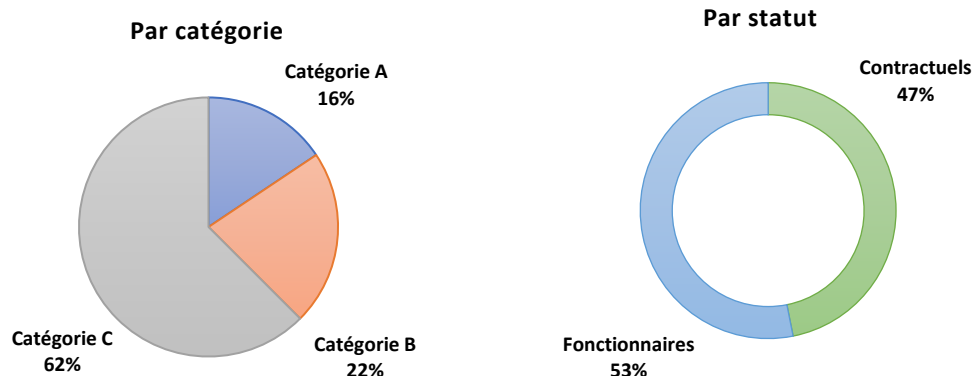 Par catégorie
Catégorie A
16%
Catégorie C
62%
Catégorie B
22%
Par statut
Contractuels
47%
Fonctionnaires
53%